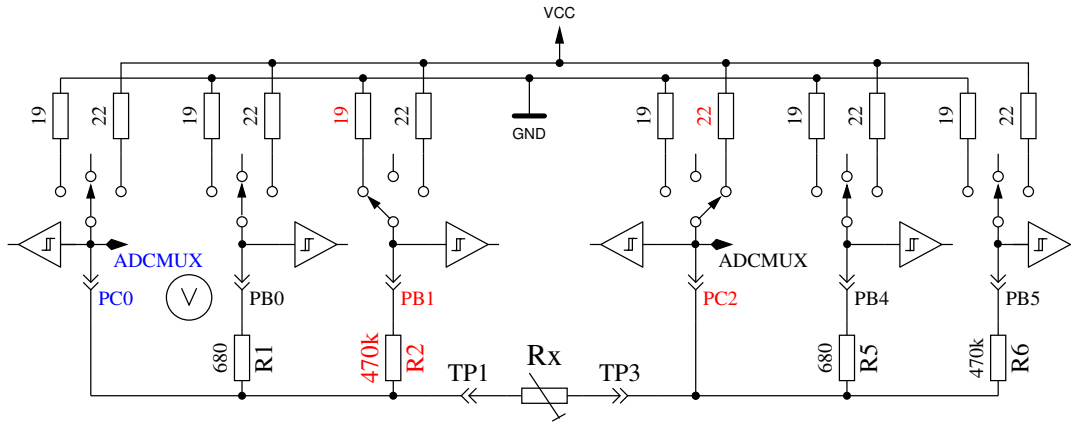 VCC
19
22
19
22
19
22
GND
19
22
19
22
19
22
ADCMUX
ADCMUX
PC0
V
PB0
PB1
PC2
PB4
PB5
680
R1
470k
R2
TP1
Rx
TP3
680
R5
470k
R6